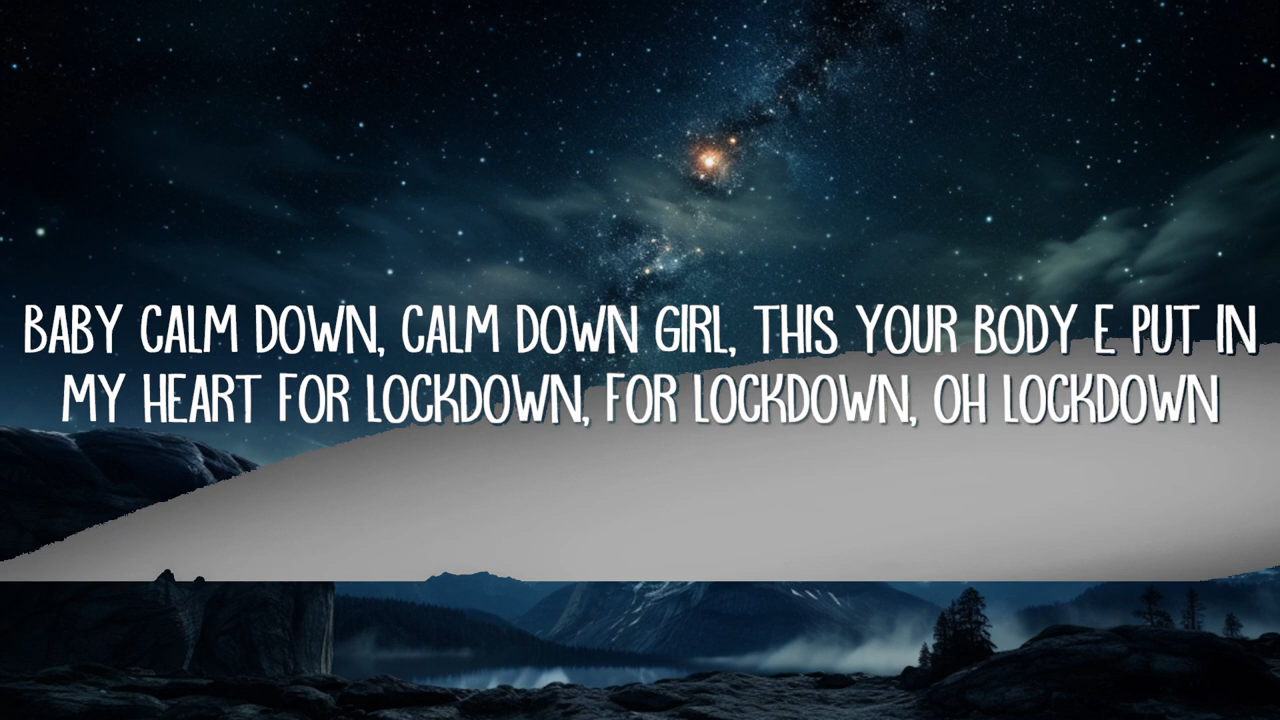 BABY CALM DOWN, CALM DOWN GIRL, THIS YOUR BODY E PUT IN
MY HEART FOR LOCKDOWN, FOR LOCKDOWN, OH LOCKDOWN